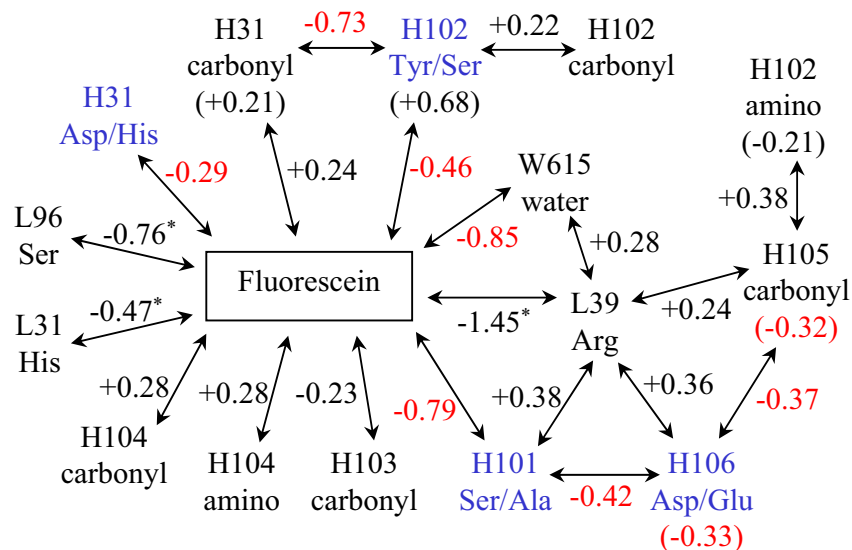 H31
carbonyl
(+0.21)
-0.73
H102
Tyr/Ser
(+0.68)
+0.22
H102
carbonyl
H102
amino
(-0.21)
H31
Asp/His
-0.29
+0.24
-0.46
W615
water
+0.38
L96
Ser
-0.76*
-0.85
+0.28
H105
carbonyl
(-0.32)
Fluorescein
L31
His
-0.47*
-1.45*
L39
Arg
+0.24
+0.28
+0.28
-0.23
-0.79
+0.38
+0.36
-0.37
H104
carbonyl
H104
amino
H103
carbonyl
H101
Ser/Ala
-0.42
H106
Asp/Glu
(-0.33)